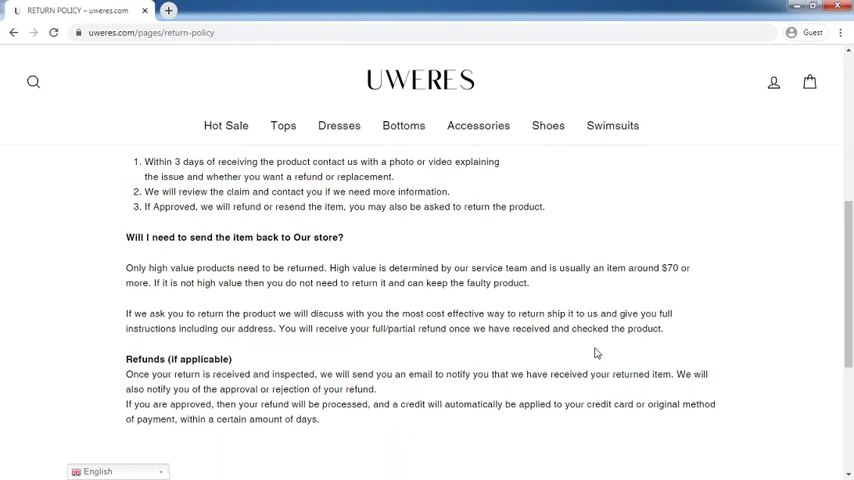 RETURN POLICY – uweres.com
uweres.com/pages/return-policy
Guest
UWERES
Hot Sale Tops Dresses Bottoms Accessories Shoes Swimsuits
1. Within 3 days of receiving the product contact us with a photo or video explaining
the issue and whether you want a refund or replacement.
2. We will review the claim and contact you if we need more information.
3. If Approved, we will refund or resend the item, you may also be asked to return the product.
Will I need to send the item back to Our store?
Only high value products need to be returned. High value is determined by our service team and is usually an item around $70 or
more. If it is not high value then you do not need to return it and can keep the faulty product.
If we ask you to return the product we will discuss with you the most cost effective way to return ship it to us and give you full
instructions including our address. You will receive your full/partial refund once we have received and checked the product.
Refunds (if applicable)
Once your return is received and inspected, we will send you an email to notify you that we have received your returned item. We will
also notify you of the approval or rejection of your refund.
If you are approved, then your refund will be processed, and a credit will automatically be applied to your credit card or original method
of payment, within a certain amount of days.
English